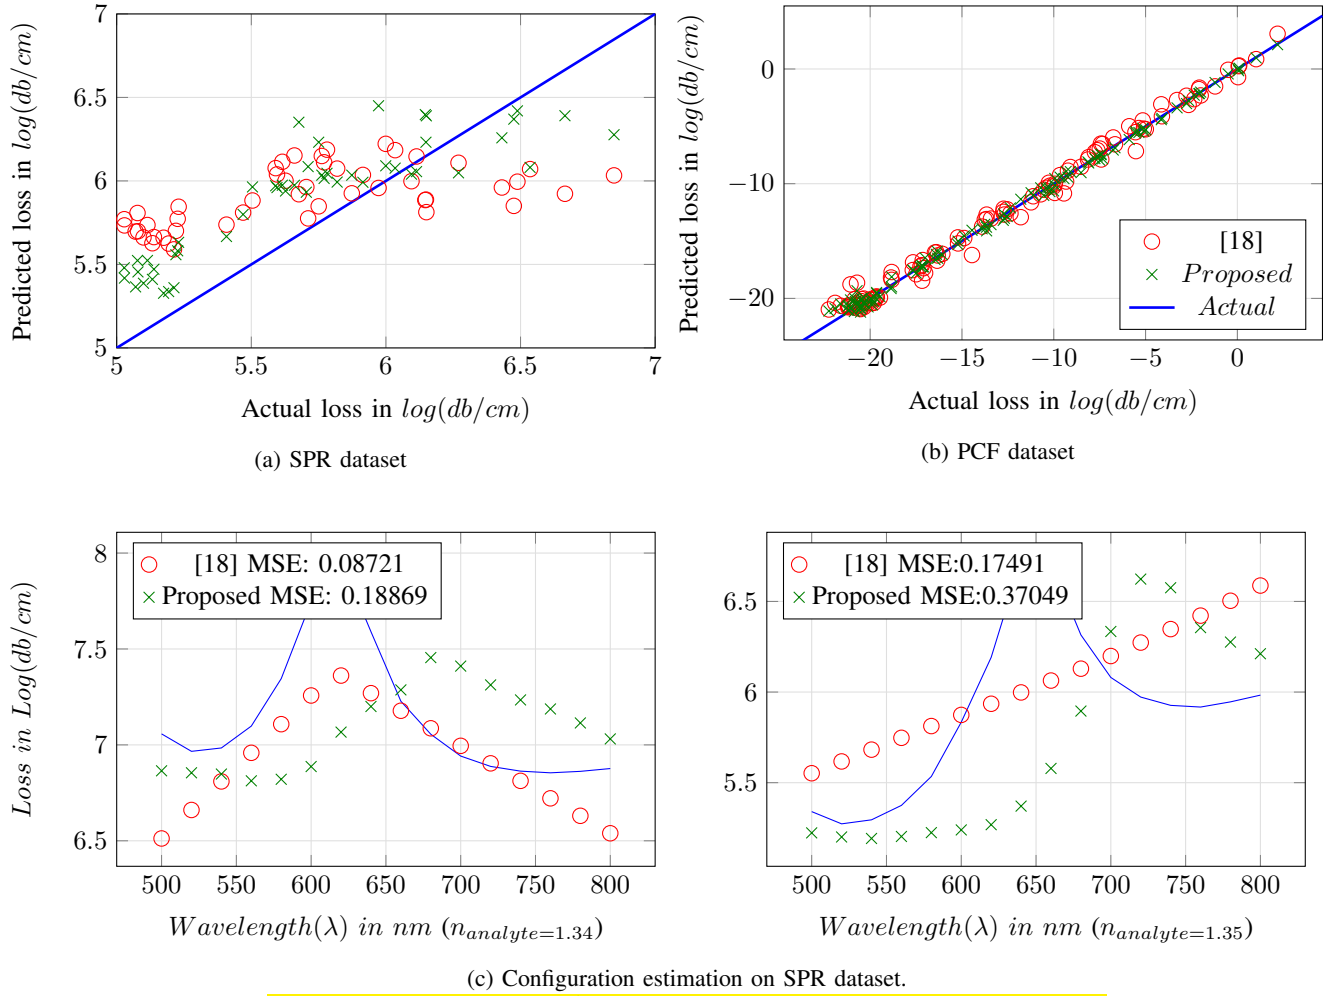 7
6.5
6
5.5
5
5
5.5
6
6.5
7
Predicted loss in log(db/cm)
Actual loss in log(db/cm)
(a) SPR dataset
0
−10
−20
−20
−15
−10
−5
0
Predicted loss in log(db/cm)
[18]
Proposed
Actual
Actual loss in log(db/cm)
(b) PCF dataset
8
7.5
7
6.5
500
550
600
650
700
750
800
Loss in Log(db/cm)
[18] MSE: 0.08721
Proposed MSE: 0.18869
Wavelength(λ) in nm (n_analyte=1.34)
6.5
6
5.5
500
550
600
650
700
750
800
[18] MSE:0.17491
Proposed MSE:0.37049
Wavelength(λ) in nm (n_analyte=1.35)
(c) Configuration estimation on SPR dataset.